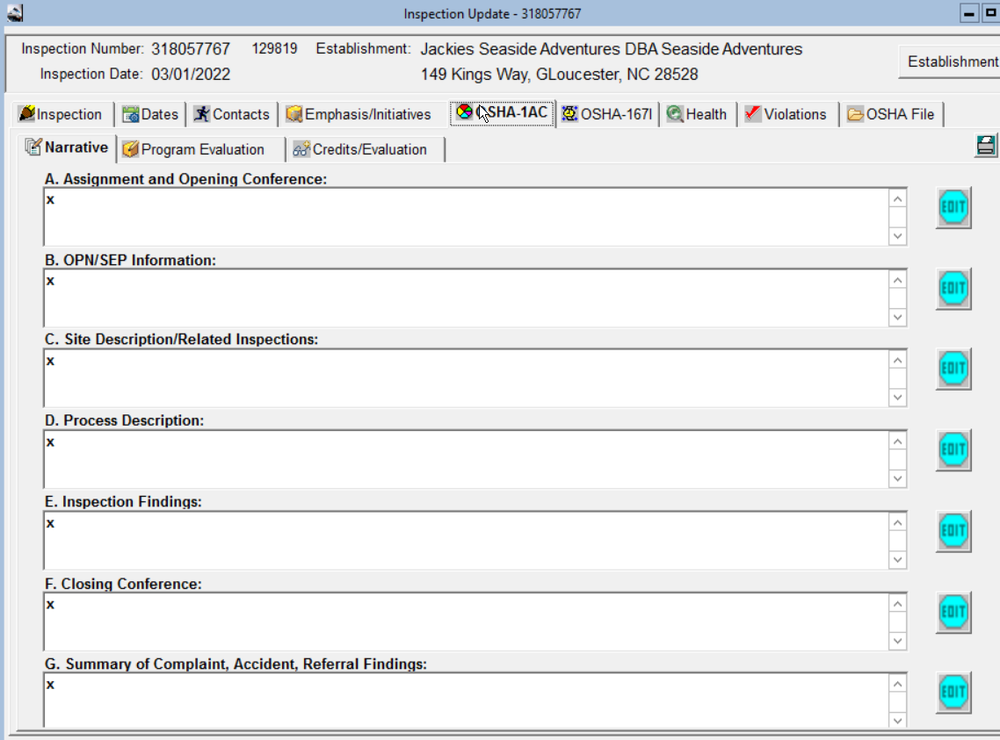 Inspection Update - 318057767
Inspection Number: 318057767 129819 Establishment: Jackies Seaside Adventures DBA Seaside Adventures
Inspection Date: 03/01/2022 149 Kings Way, GLoucester, NC 28528
Establishment
Inspection Dates Contacts Emphasis/Initiatives OSHA-1AC OSHA-167I Health Violations OSHA File
Narrative Program Evaluation Credits/Evaluation
A. Assignment and Opening Conference:
x
EDIT
B. OPN/SEP Information:
x
EDIT
C. Site Description/Related Inspections:
x
EDIT
D. Process Description:
x
EDIT
E. Inspection Findings:
x
EDIT
F. Closing Conference:
x
EDIT
G. Summary of Complaint, Accident, Referral Findings:
x
EDIT